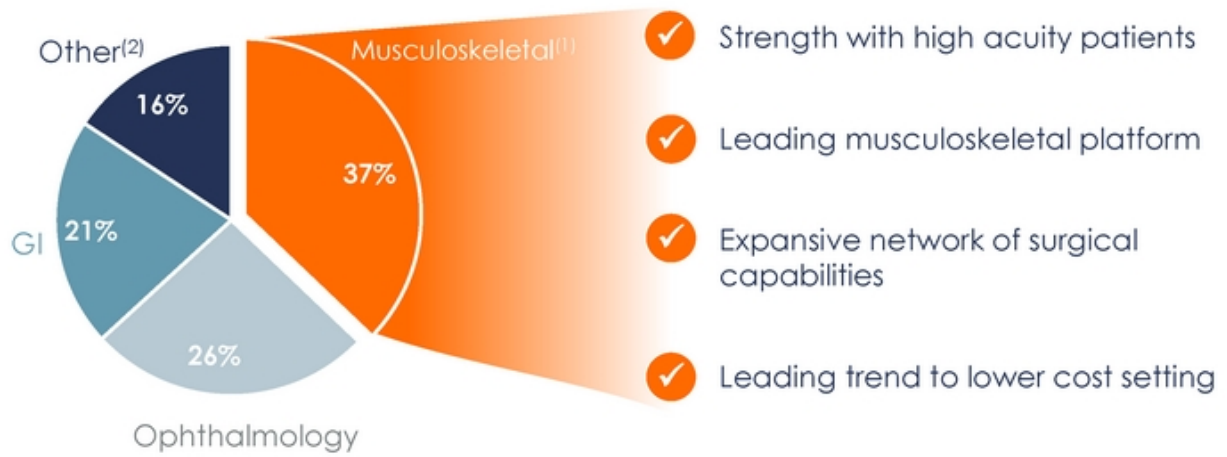 Other(2)
16%
Musculoskeletal(1)
37%
GI
21%
26%
Ophthalmology
Strength with high acuity patients
Leading musculoskeletal platform
Expansive network of surgical
capabilities
Leading trend to lower cost setting